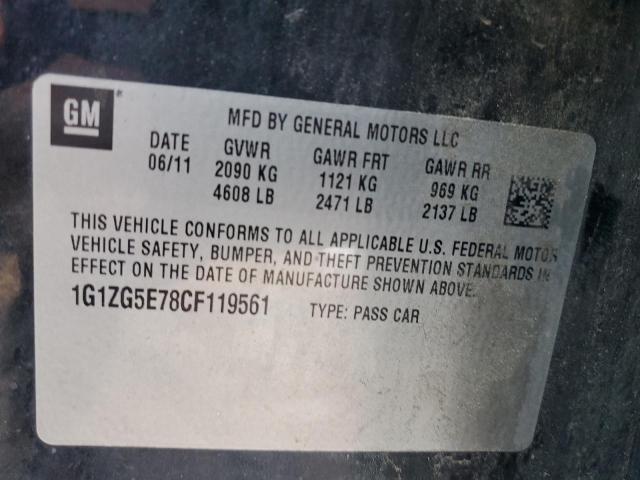 GM®
MFD BY GENERAL MOTORS LLC
DATE GVWR GAWR FRT GAWR RR
06/11 2090 KG 1121 KG 969 KG
4608 LB 2471 LB 2137 LB
THIS VEHICLE CONFORMS TO ALL APPLICABLE U.S. FEDERAL MOTOR
VEHICLE SAFETY, BUMPER, AND THEFT PREVENTION STANDARDS IN
EFFECT ON THE DATE OF MANUFACTURE SHOWN ABOVE.
1G1ZG5E78CF119561 TYPE: PASS CAR